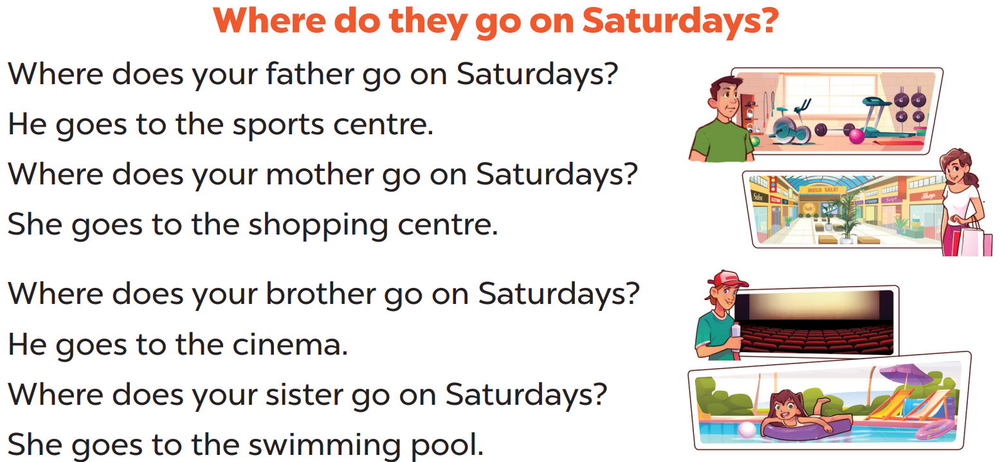 Where do they go on Saturdays?
Where does your father go on Saturdays?
He goes to the sports centre.
Where does your mother go on Saturdays?
She goes to the shopping centre.
Where does your brother go on Saturdays?
He goes to the cinema.
Where does your sister go on Saturdays?
She goes to the swimming pool.
MEGA SALE!
Sale!
FOOD
Shop